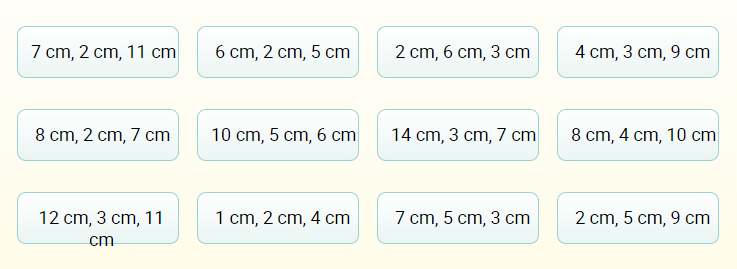 7 cm, 2 cm, 11 cm
6 cm, 2 cm, 5 cm
2 cm, 6 cm, 3 cm
4 cm, 3 cm, 9 cm
8 cm, 2 cm, 7 cm
10 cm, 5 cm, 6 cm
14 cm, 3 cm, 7 cm
8 cm, 4 cm, 10 cm
12 cm, 3 cm, 11
cm
1 cm, 2 cm, 4 cm
7 cm, 5 cm, 3 cm
2 cm, 5 cm, 9 cm